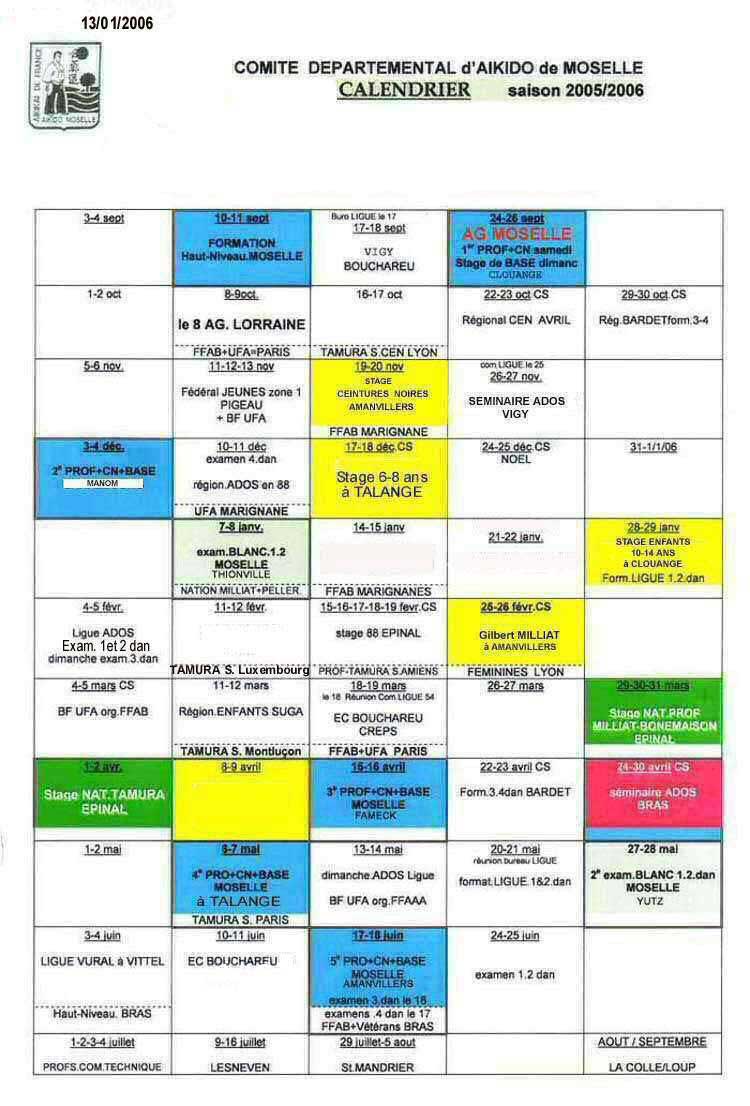 13/01/2006
AIKIKAI DE FRANCE
AIKIDO MOSELLE
COMITE DEPARTEMENTAL d'AIKIDO de MOSELLE
CALENDRIER saison 2005/2006
3-4 sept
10-11 sept
FORMATION
Haut-Niveau.MOSELLE
Buro LIGUE le 17
17-18 sept
VIGY
BOUCHAREU
24-26 sept
AG MOSELLE
1er PROF+CN samedi
Stage de BASE dimanc
CLOUANGE
1-2 oct
8-9oct.
le 8 AG. LORRAINE
FFAB+UFA=PARIS
16-17 oct
TAMURA S.CEN LYON
22-23 oct CS
Régional CEN AVRIL
29-30 oct.CS
Rég.BARDETform.3-4
5-6 nov.
11-12-13 nov
Fédéral JEUNES zone 1
PIGEAU
+ BF UFA
19-20 nov
STAGE
CEINTURES NOIRES
AMANVILLERS
FFAB MARIGNANE
com.LIGUE.le 25
26-27 nov.
SEMINAIRE ADOS
VIGY
3-4 déc.
2e PROF+CN+BASE
MANOM
10-11 déc
examen 4.dan
région.ADOS en 88
UFA MARIGNANE
17-18 déc.CS
Stage 6-8 ans
à TALANGE
24-25 déc.CS
NOEL
31-1/1/06
7-8 janv.
exam.BLANC.1.2
MOSELLE
THIONVILLE
NATION MILLIAT+PELLER.
14-15 janv
FFAB MARIGNANES
21-22 janv.
28-29 janv
STAGE ENFANTS
10-14 ANS
à CLOUANGE
Form.LIGUE 1.2.dan
4-5 févr.
Ligue ADOS
Exam. 1et 2 dan
dimanche exam.3.dan
11-12 févr.
TAMURA S. Luxembourg
15-16-17-18-19 fevr.CS
stage 88 EPINAL
PROF-TAMURA S.AMIENS
25-26 févr.CS
Gilbert MILLIAT
à AMANVILLERS
FEMININES LYON
4-5 mars CS
BF UFA org.FFAB
11-12 mars
Région.ENFANTS SUGA
TAMURA S. Montluçon
18-19 mars
le 18 Réunion Com.LIGUE 54
EC BOUCHAREU
CREPS
FFAB+UFA PARIS
26-27 mars
29-30-31 mars
Stage NAT.PROF
MILLIAT-BONEMAISON
EPINAL
1-2 avr.
Stage NAT.TAMURA
EPINAL
8-9 avril
16-16 avril
3e PROF+CN+BASE
MOSELLE
FAMECK
22-23 avril CS
Form.3.4dan BARDET
24-30 avril CS
séminaire ADOS
BRAS
1-2 mai
6-7 mai
4e PRO+CN+BASE
MOSELLE
à TALANGE
TAMURA S. PARIS
13-14 mai
dimanche.ADOS Ligue
BF UFA org.FFAAA
20-21 mai
réunion.bureau LIGUE
format.LIGUE.1&2.dan
27-28 mai
2e exam.BLANC 1.2.dan
MOSELLE
YUTZ
3-4 juin
LIGUE VURAL à VITTEL
Haut-Niveau. BRAS
10-11 juin
EC BOUCHAREU
17-18 juin
5e PRO+CN+BASE
MOSELLE
AMANVILLERS
examen 3.dan le 18
examens .4 dan le 17
FFAB+Vétérans BRAS
24-25 juin
examen 1.2 dan
1-2-3-4 juillet
PROFS.COM.TECHNIQUE
9-16 juillet
LESNEVEN
29 juillet-5 aout
St.MANDRIER
AOUT / SEPTEMBRE
LA COLLE/LOUP